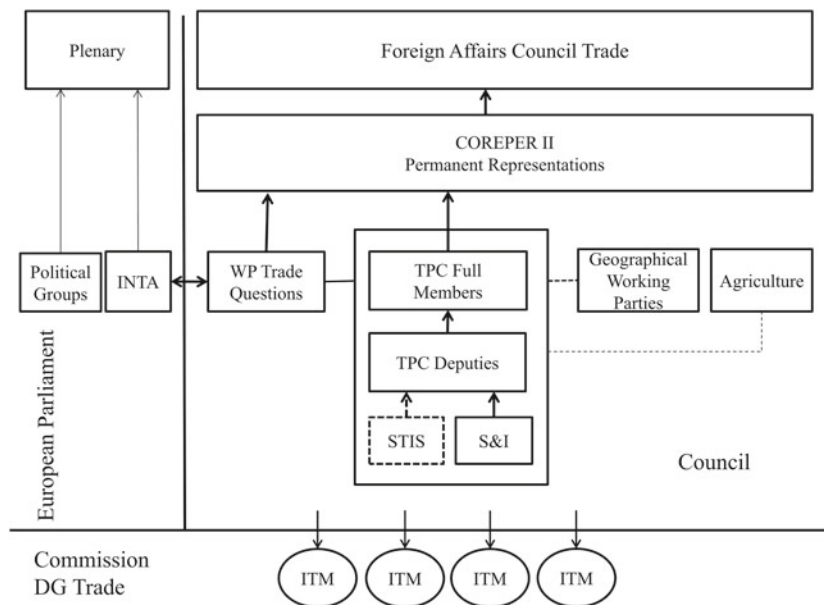 Plenary
Foreign Affairs Council Trade
COREPER II
Permanent Representations
Political
Groups
INTA
WP Trade
Questions
TPC Full
Members
Geographical
Working
Parties
Agriculture
TPC Deputies
STIS
S&I
European Parliament
Council
Commission
DG Trade
ITM
ITM
ITM
ITM